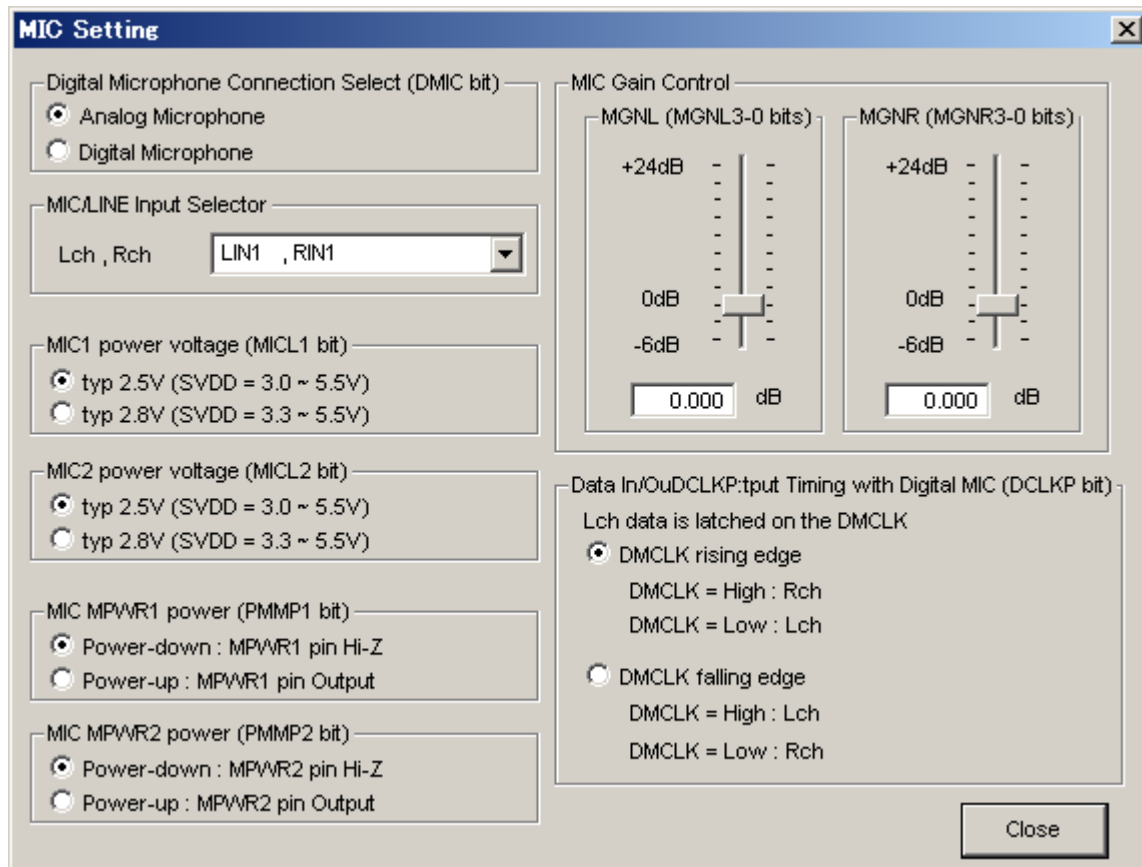 MIC Setting
Digital Microphone Connection Select (DMIC bit)
Analog Microphone
Digital Microphone
MIC/LINE Input Selector
Lch , Rch LIN1 , RIN1
MIC1 power voltage (MICL1 bit)
typ 2.5V (SVDD = 3.0 ~ 5.5V)
typ 2.8V (SVDD = 3.3 ~ 5.5V)
MIC2 power voltage (MICL2 bit)
typ 2.5V (SVDD = 3.0 ~ 5.5V)
typ 2.8V (SVDD = 3.3 ~ 5.5V)
MIC MPWR1 power (PMMP1 bit)
Power-down : MPWR1 pin Hi-Z
Power-up : MPWR1 pin Output
MIC MPWR2 power (PMMP2 bit)
Power-down : MPWR2 pin Hi-Z
Power-up : MPWR2 pin Output
MIC Gain Control
MGNL (MGNL3-0 bits)
+24dB
0dB
-6dB
0.000 dB
MGNR (MGNR3-0 bits)
+24dB
0dB
-6dB
0.000 dB
Data In/OuDCLKP:tput Timing with Digital MIC (DCLKP bit)
Lch data is latched on the DMCLK
DMCLK rising edge
DMCLK = High : Rch
DMCLK = Low : Lch
DMCLK falling edge
DMCLK = High : Lch
DMCLK = Low : Rch
Close